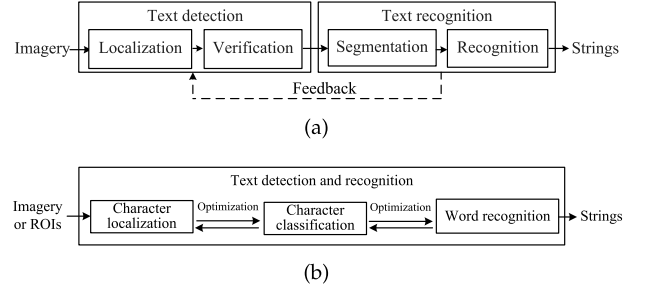 Text detection
Text recognition
Imagery
Localization
Verification
Segmentation
Recognition
Strings
Feedback
(a)
Text detection and recognition
Imagery
or ROIs
Character
localization
Optimization
Character
classification
Optimization
Word recognition
Strings
(b)